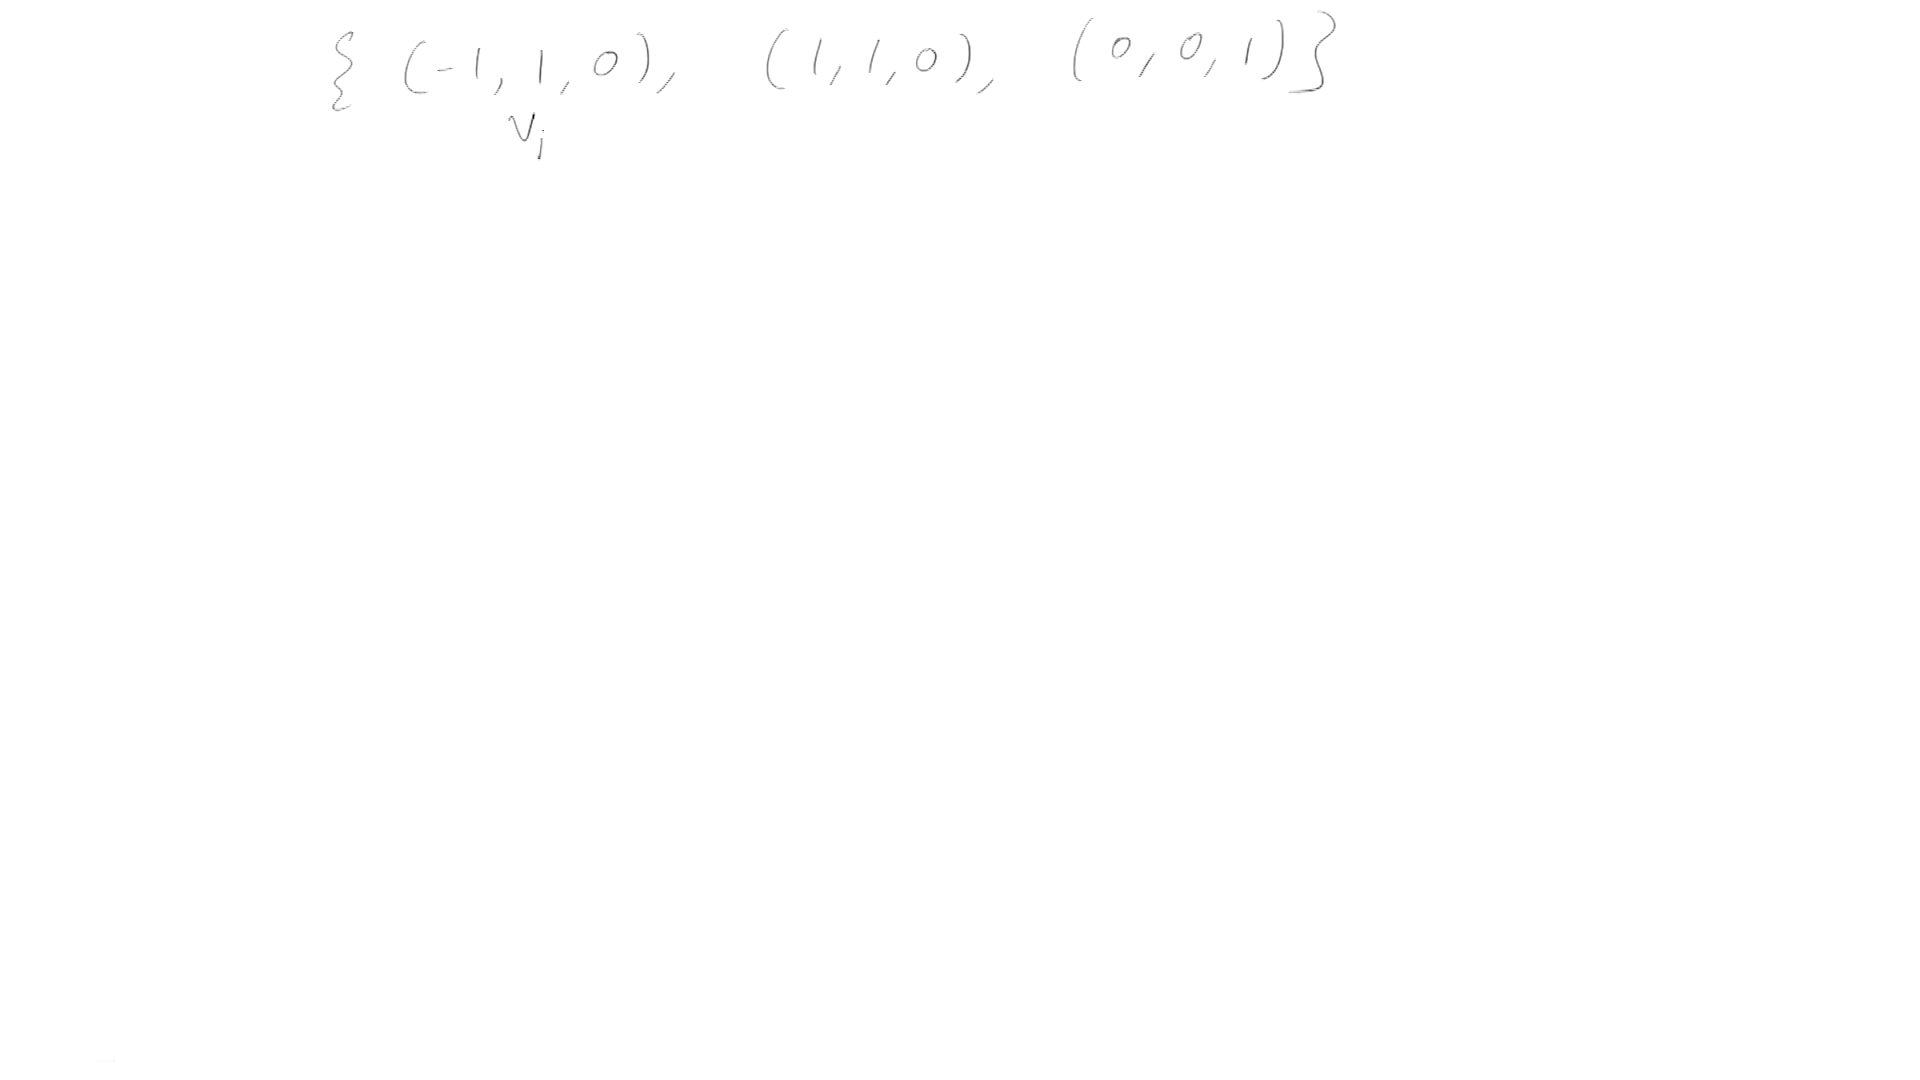 { (-1, 1, 0), (1, 1, 0), (0, 0, 1)}
v₁